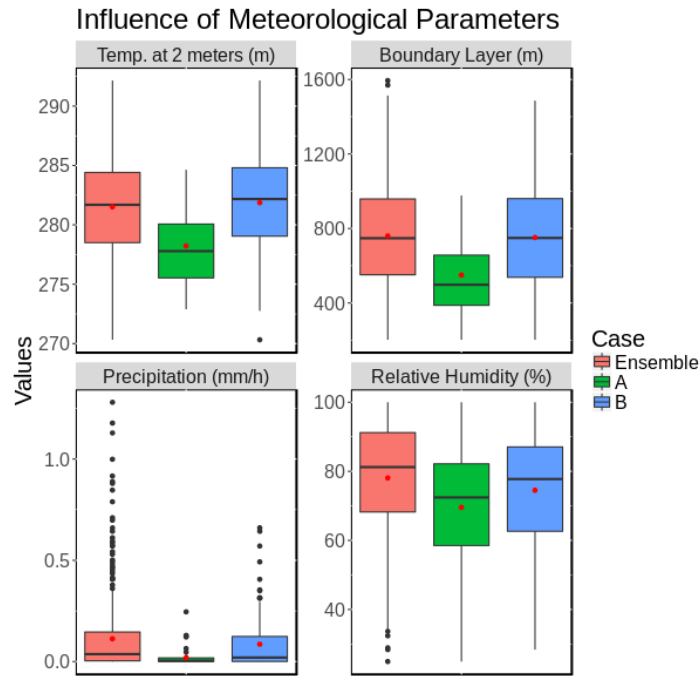 Influence of Meteorological Parameters
Temp. at 2 meters (m)
290
285
280
275
270
Boundary Layer (m)
1600
1200
800
400
Values
Precipitation (mm/h)
1.0
0.5
0.0
Relative Humidity (%)
100
80
60
40
Case
Ensemble
A
B